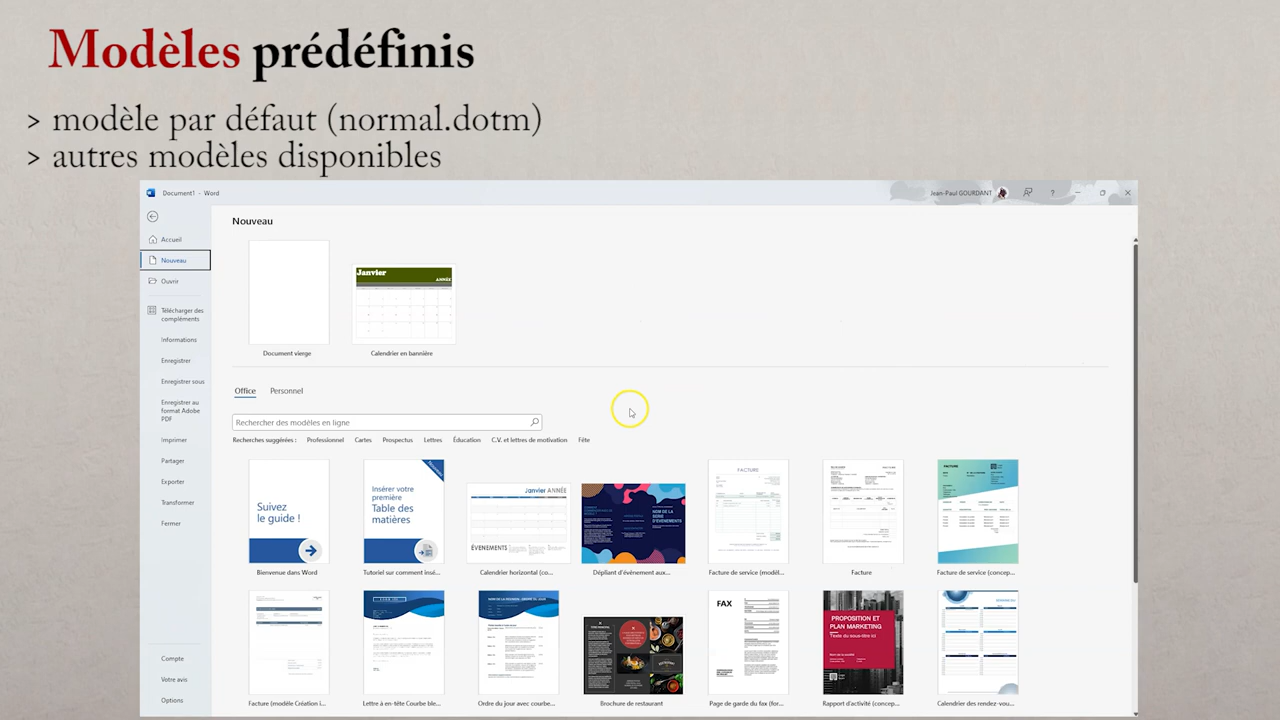 Modèles prédéfinis
> modèle par défaut (normal.dotm)
> autres modèles disponibles
Document1 - Word
Jean-Paul GOURDANT
?
Nouveau
Accueil
Nouveau
Ouvrir
Télécharger des
compléments
Informations
Enregistrer
Enregistrer sous
Enregistrer au
format Adobe
PDF
Imprimer
Partager
Exporter
Transformer
Fermer
Compte
Votre avis
Options
Janvier
ANNÉE
Document vierge
Calendrier en bannière
Office
Personnel
Rechercher des modèles en ligne
Recherches suggérées : Professionnel Cartes Prospectus Lettres Éducation C.V. et lettres de motivation Fête
Suivez
le guide !
Insérer votre
première
Table des
matières
Janvier ANNÉE
ÉVENEMENTS
FACTURE
FACTURE
Bienvenue dans Word
Tutoriel sur comment insé...
Calendrier horizontal (co...
Dépliant d'événement aux...
Facture de service (modèl...
Facture
Facture de service (concep...
FAX
PROPOSITION ET
PLAN MARKETING
Texte du sous-titre ici
Facture (modèle Création i...
Lettre à en-tête Courbe ble...
Ordre du jour avec courbe...
Brochure de restaurant
Page de garde du fax (for...
Rapport d'activité (concep...
Calendrier des rendez-vou...